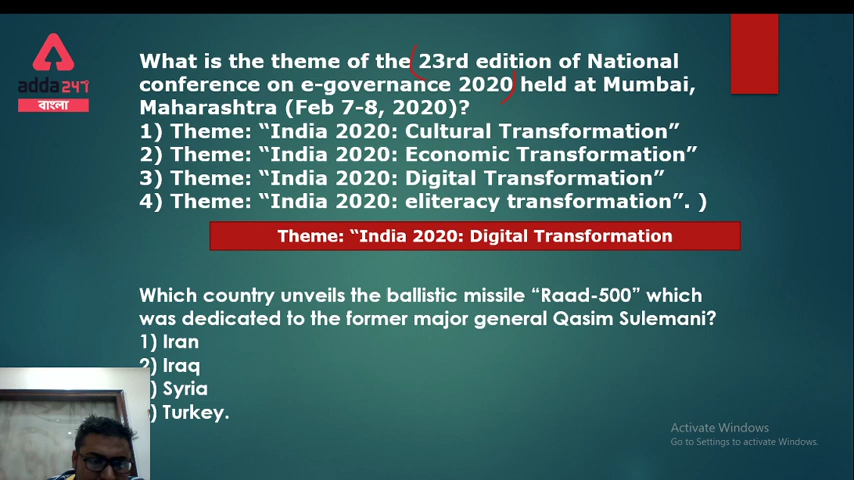 What is the theme of the 23rd edition of National
conference on e-governance 2020 held at Mumbai,
Maharashtra (Feb 7-8, 2020)?
1) Theme: “India 2020: Cultural Transformation”
2) Theme: “India 2020: Economic Transformation”
3) Theme: “India 2020: Digital Transformation”
4) Theme: “India 2020: eliteracy transformation”. )
adda247
বাংলা
Theme: “India 2020: Digital Transformation
Which country unveils the ballistic missile “Raad-500” which
was dedicated to the former major general Qasim Sulemani?
1) Iran
2) Iraq
) Syria
) Turkey.
Activate Windows
Go to Settings to activate Windows.